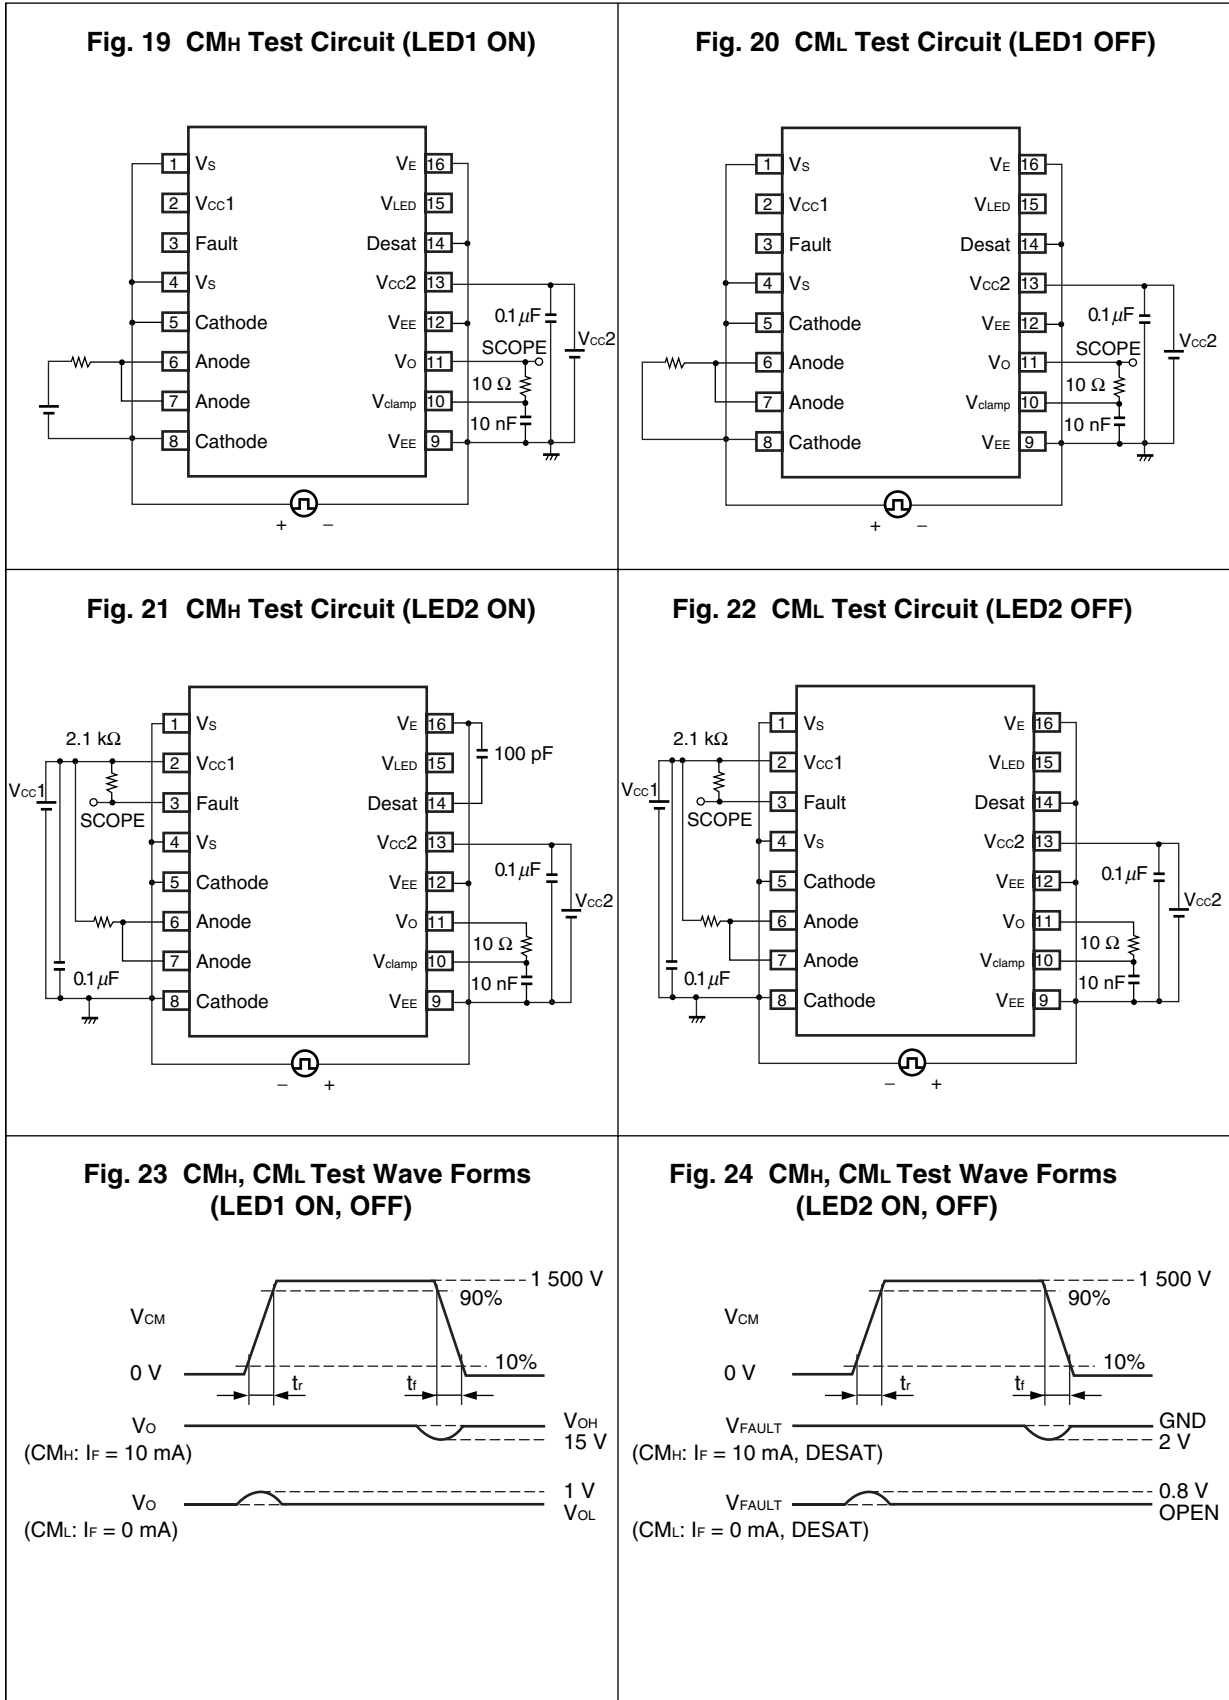 Fig. 19 CMH Test Circuit (LED1 ON)
1 VS
2 VCC1
3 Fault
4 VS
5 Cathode
6 Anode
7 Anode
8 Cathode
VE 16
VLED 15
Desat 14
VCC2 13
VEE 12
VO 11
Vclamp 10
VEE 9
0.1 μF
SCOPE
VCC2
10 Ω
10 nF
+ −
Fig. 20 CML Test Circuit (LED1 OFF)
1 VS
2 VCC1
3 Fault
4 VS
5 Cathode
6 Anode
7 Anode
8 Cathode
VE 16
VLED 15
Desat 14
VCC2 13
VEE 12
VO 11
Vclamp 10
VEE 9
0.1 μF
SCOPE
VCC2
10 Ω
10 nF
+ −
Fig. 21 CMH Test Circuit (LED2 ON)
2.1 kΩ
VCC1
SCOPE
0.1 μF
1 VS
2 VCC1
3 Fault
4 VS
5 Cathode
6 Anode
7 Anode
8 Cathode
VE 16
VLED 15
Desat 14
VCC2 13
VEE 12
VO 11
Vclamp 10
VEE 9
100 pF
0.1 μF
VCC2
10 Ω
10 nF
− +
Fig. 22 CML Test Circuit (LED2 OFF)
2.1 kΩ
VCC1
SCOPE
0.1 μF
1 VS
2 VCC1
3 Fault
4 VS
5 Cathode
6 Anode
7 Anode
8 Cathode
VE 16
VLED 15
Desat 14
VCC2 13
VEE 12
VO 11
Vclamp 10
VEE 9
0.1 μF
VCC2
10 Ω
10 nF
− +
Fig. 23 CMH, CML Test Wave Forms
(LED1 ON, OFF)
1 500 V
90%
VCM
10%
0 V
tr tf
VO VOH
15 V
(CMH: IF = 10 mA)
1 V
VO VOL
(CML: IF = 0 mA)
Fig. 24 CMH, CML Test Wave Forms
(LED2 ON, OFF)
1 500 V
90%
VCM
10%
0 V
tr tf
VFAULT GND
2 V
(CMH: IF = 10 mA, DESAT)
0.8 V
VFAULT OPEN
(CML: IF = 0 mA, DESAT)